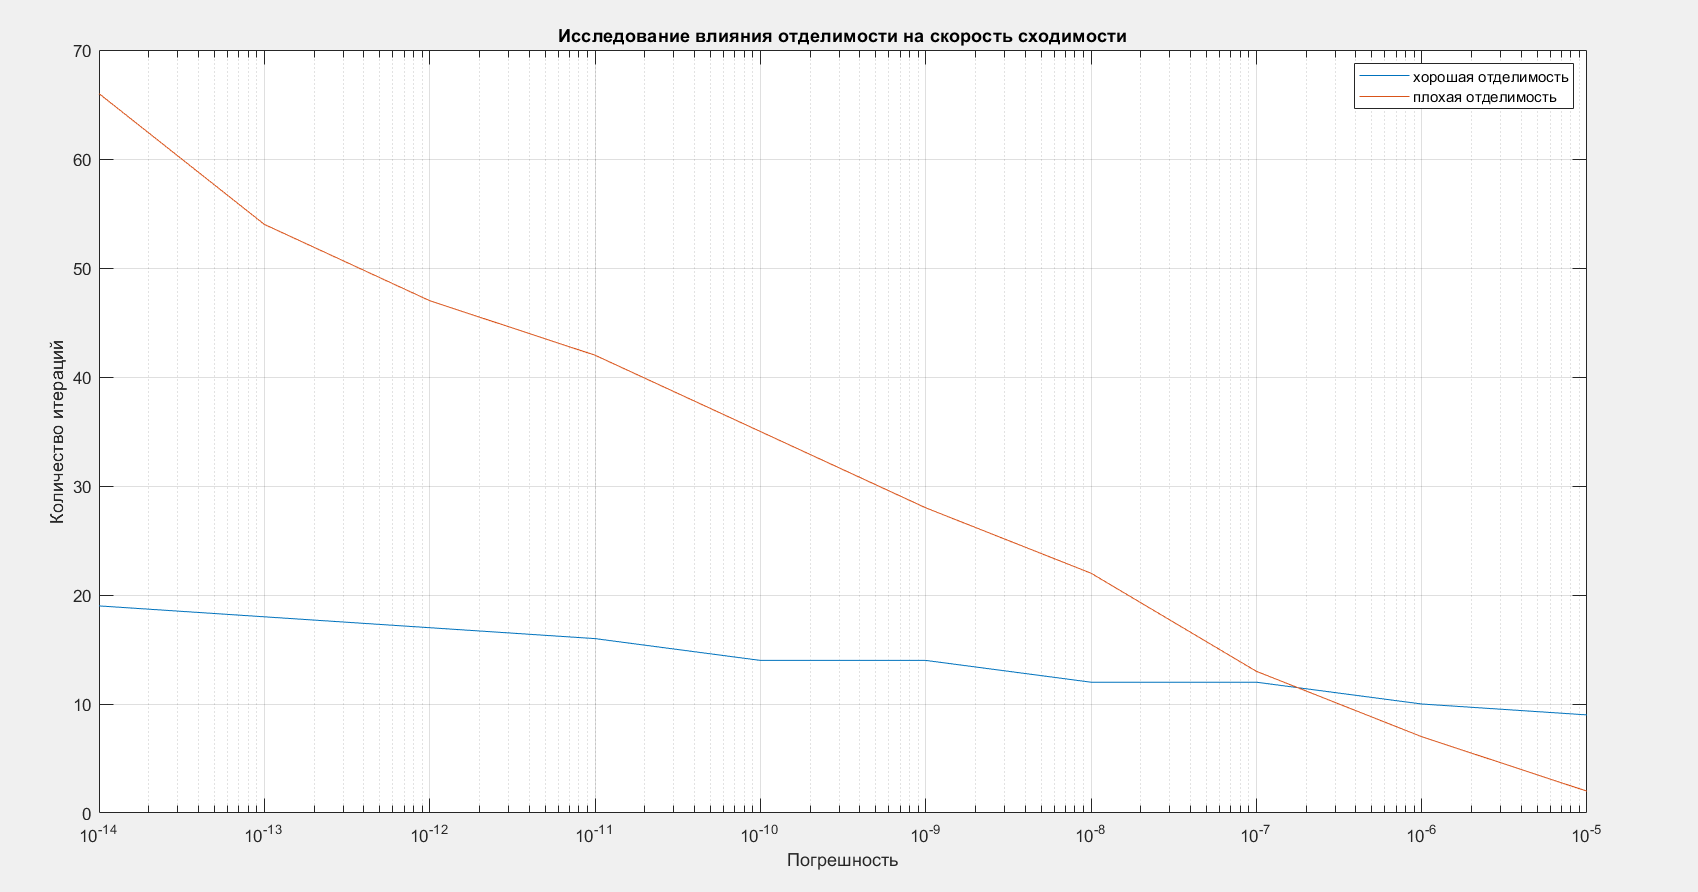 Исследование влияния отделимости на скорость сходимости
хорошая отделимость
плохая отделимость
Количество итераций
70
60
50
40
30
20
10
0
10⁻¹⁴ 10⁻¹³ 10⁻¹² 10⁻¹¹ 10⁻¹⁰ 10⁻⁹ 10⁻⁸ 10⁻⁷ 10⁻⁶ 10⁻⁵
Погрешность